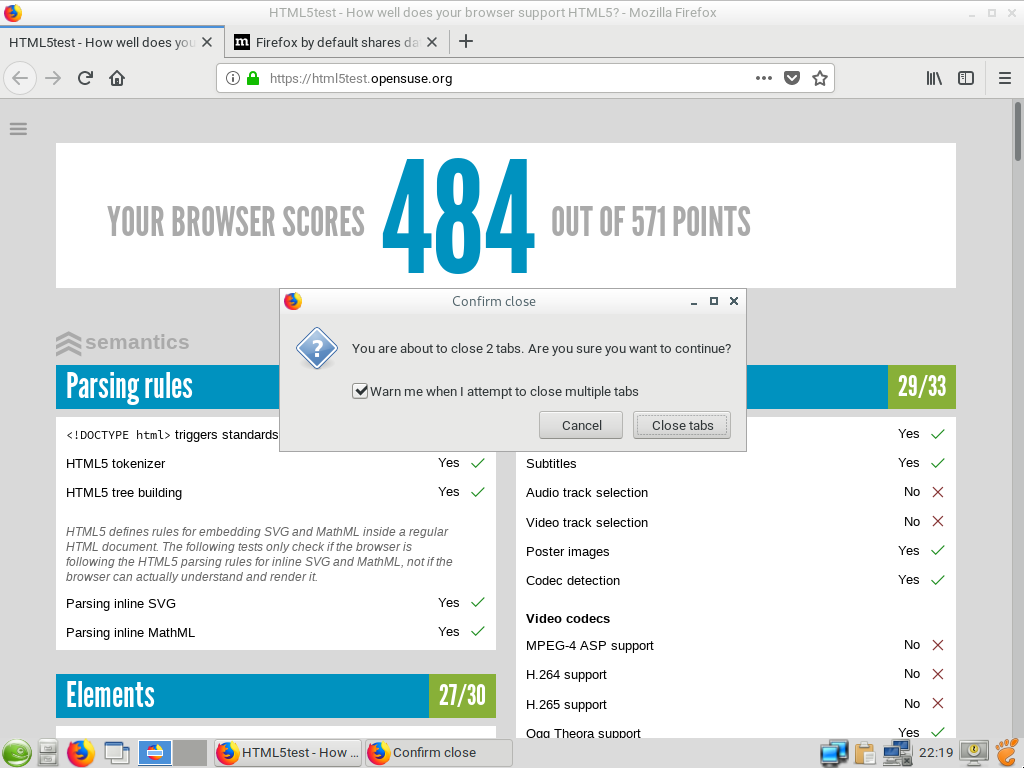 HTML5test - How well does your browser support HTML5? - Mozilla Firefox
HTML5test - How well does you
Firefox by default shares da
https://html5test.opensuse.org
YOUR BROWSER SCORES 484 OUT OF 571 POINTS
semantics
Parsing rules
<!DOCTYPE html> triggers standards
HTML5 tokenizer Yes
HTML5 tree building Yes
HTML5 defines rules for embedding SVG and MathML inside a regular
HTML document. The following tests only check if the browser is
following the HTML5 parsing rules for inline SVG and MathML, not if the
browser can actually understand and render it.
Parsing inline SVG Yes
Parsing inline MathML Yes
Elements 27/30
29/33
Yes
Subtitles Yes
Audio track selection No
Video track selection No
Poster images Yes
Codec detection Yes
Video codecs
MPEG-4 ASP support No
H.264 support No
H.265 support No
Ogg Theora support Yes
Confirm close
You are about to close 2 tabs. Are you sure you want to continue?
Warn me when I attempt to close multiple tabs
Cancel
Close tabs
HTML5test - How ...
Confirm close
22:19